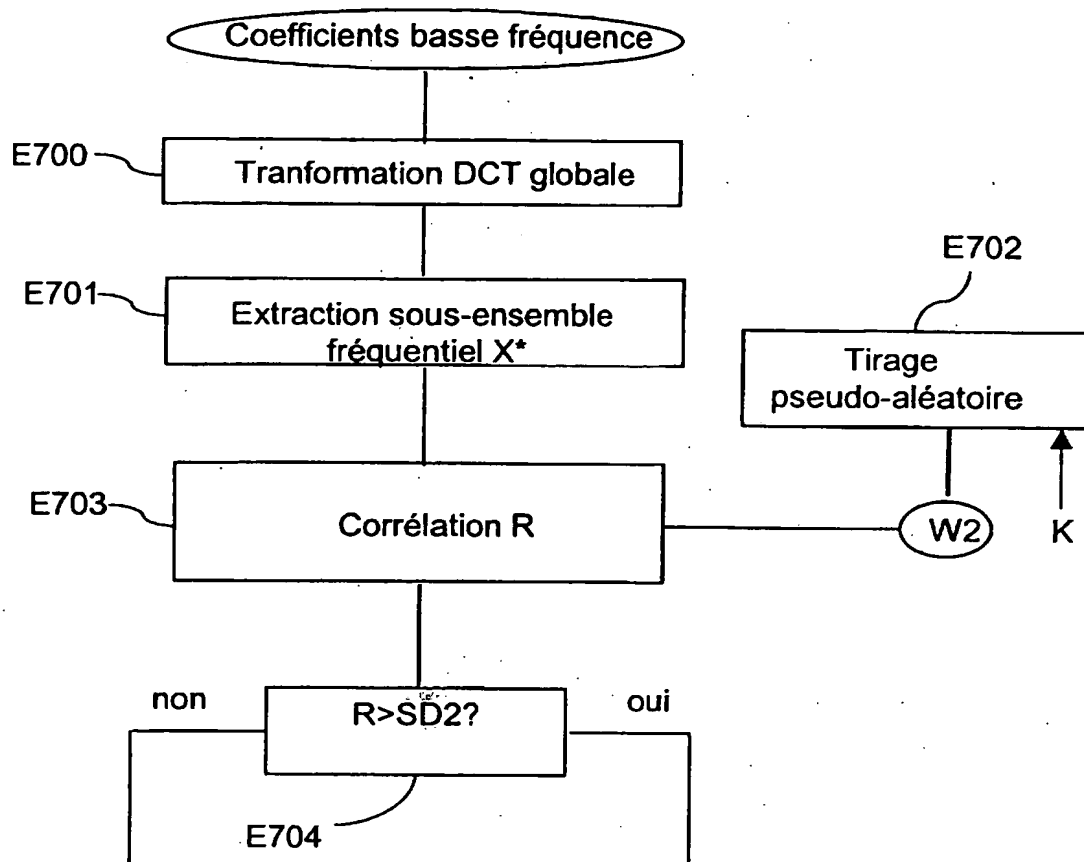 Coefficients basse fréquence
E700
Tranformation DCT globale
E702
E701
Extraction sous-ensemble
fréquentiel X*
Tirage
pseudo-aléatoire
E703
Corrélation R
W2
K
non
R>SD2?
oui
E704